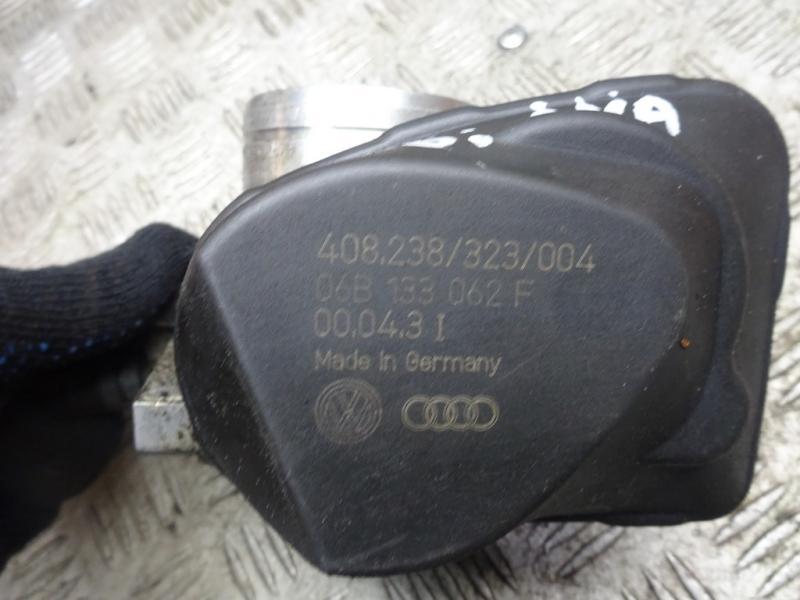 408.238/323/004
06B 133 062 F
00.04.3 I
Made in Germany